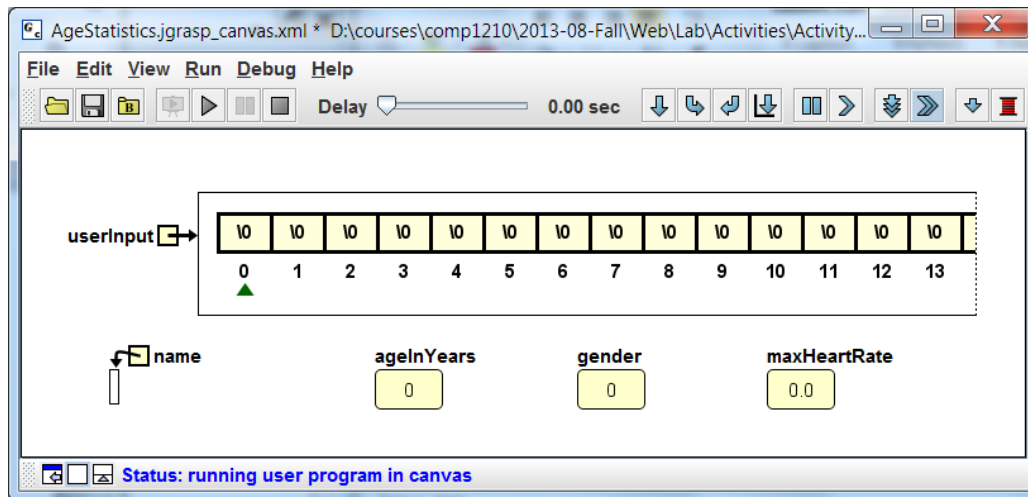 AgeStatistics.jgrasp_canvas.xml * D:\courses\comp1210\2013-08-Fall\Web\Lab\Activities\Activity...
File Edit View Run Debug Help
Delay 0.00 sec
userInput \0 \0 \0 \0 \0 \0 \0 \0 \0 \0 \0 \0 \0 \0
0 1 2 3 4 5 6 7 8 9 10 11 12 13
name ageInYears gender maxHeartRate
0 0 0.0
Status: running user program in canvas